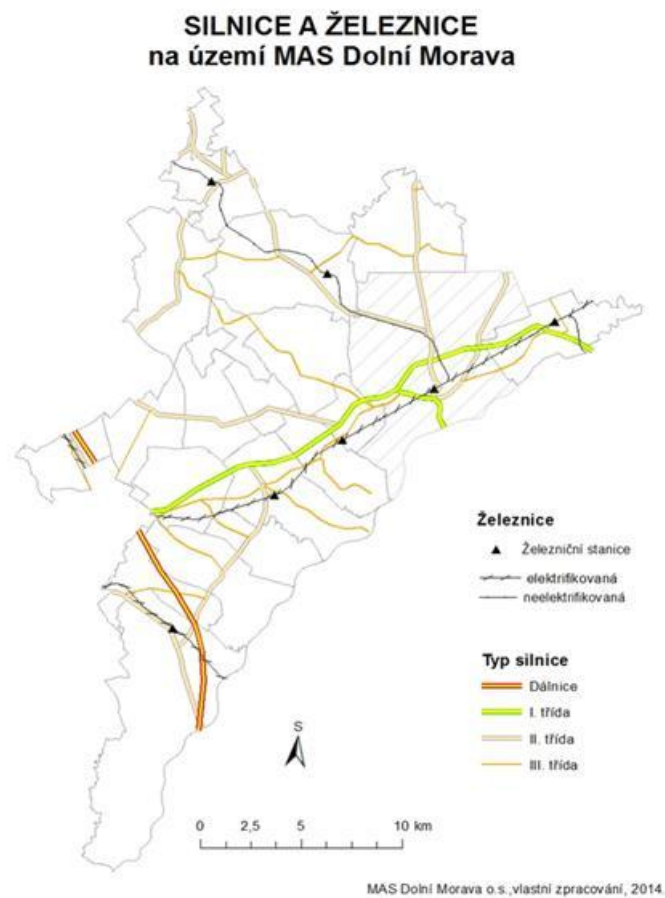 SILNICE A ŽELEZNICE
na území MAS Dolní Morava
Železnice
Železniční stanice
elektrifikovaná
neelektrifikovaná
Typ silnice
Dálnice
I. třída
II. třída
III. třída
S
0 2,5 5 10 km
MAS Dolní Morava o.s.,vlastní zpracování, 2014.